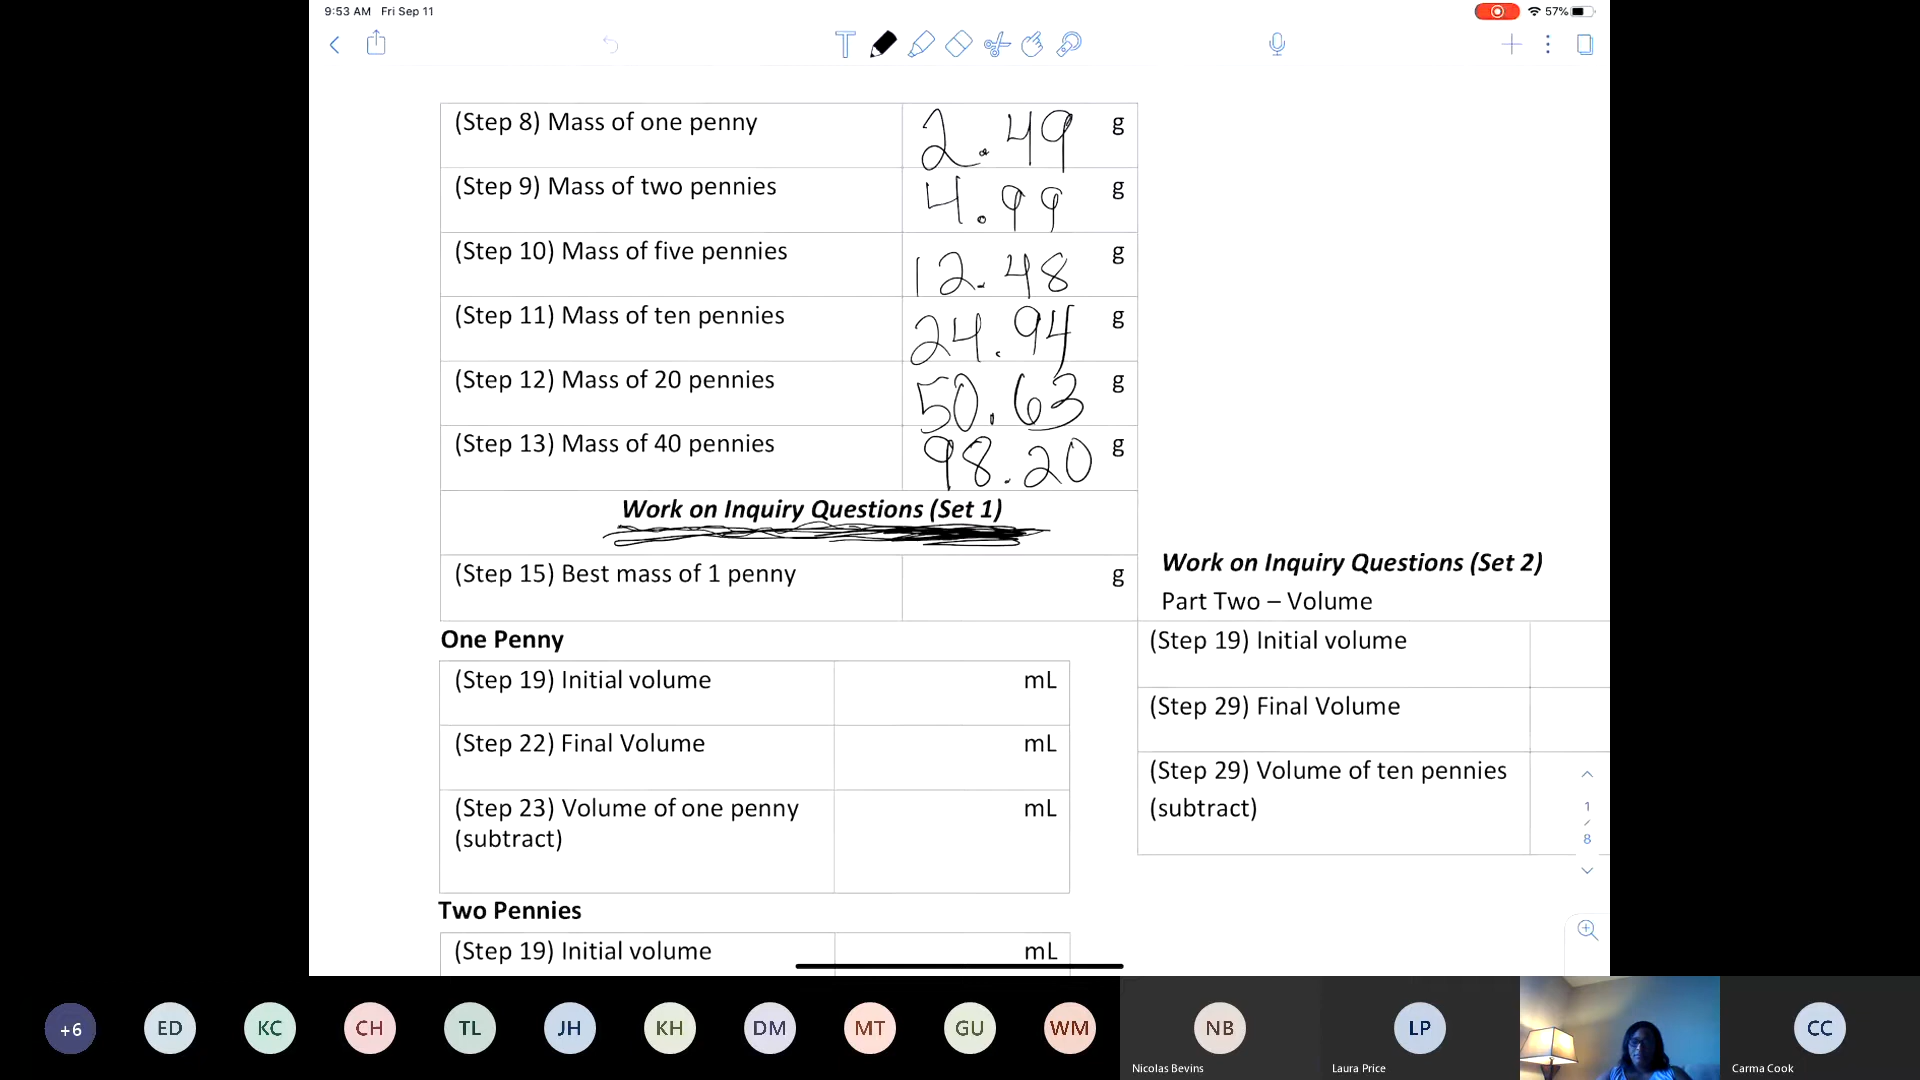 9:53 AM Fri Sep 11
57%
(Step 8) Mass of one penny 2.49 g
(Step 9) Mass of two pennies 4.99 g
(Step 10) Mass of five pennies 12.48 g
(Step 11) Mass of ten pennies 24.94 g
(Step 12) Mass of 20 pennies 50.63 g
(Step 13) Mass of 40 pennies 98.20 g
Work on Inquiry Questions (Set 1)
(Step 15) Best mass of 1 penny g
One Penny
(Step 19) Initial volume mL
(Step 22) Final Volume mL
(Step 23) Volume of one penny mL
(subtract)
Two Pennies
(Step 19) Initial volume mL
Work on Inquiry Questions (Set 2)
Part Two – Volume
(Step 19) Initial volume
(Step 29) Final Volume
(Step 29) Volume of ten pennies
(subtract)
1
/
8
+6 ED KC CH TL JH KH DM MT GU WM NB LP CC
Nicolas Bevins Laura Price Carma Cook